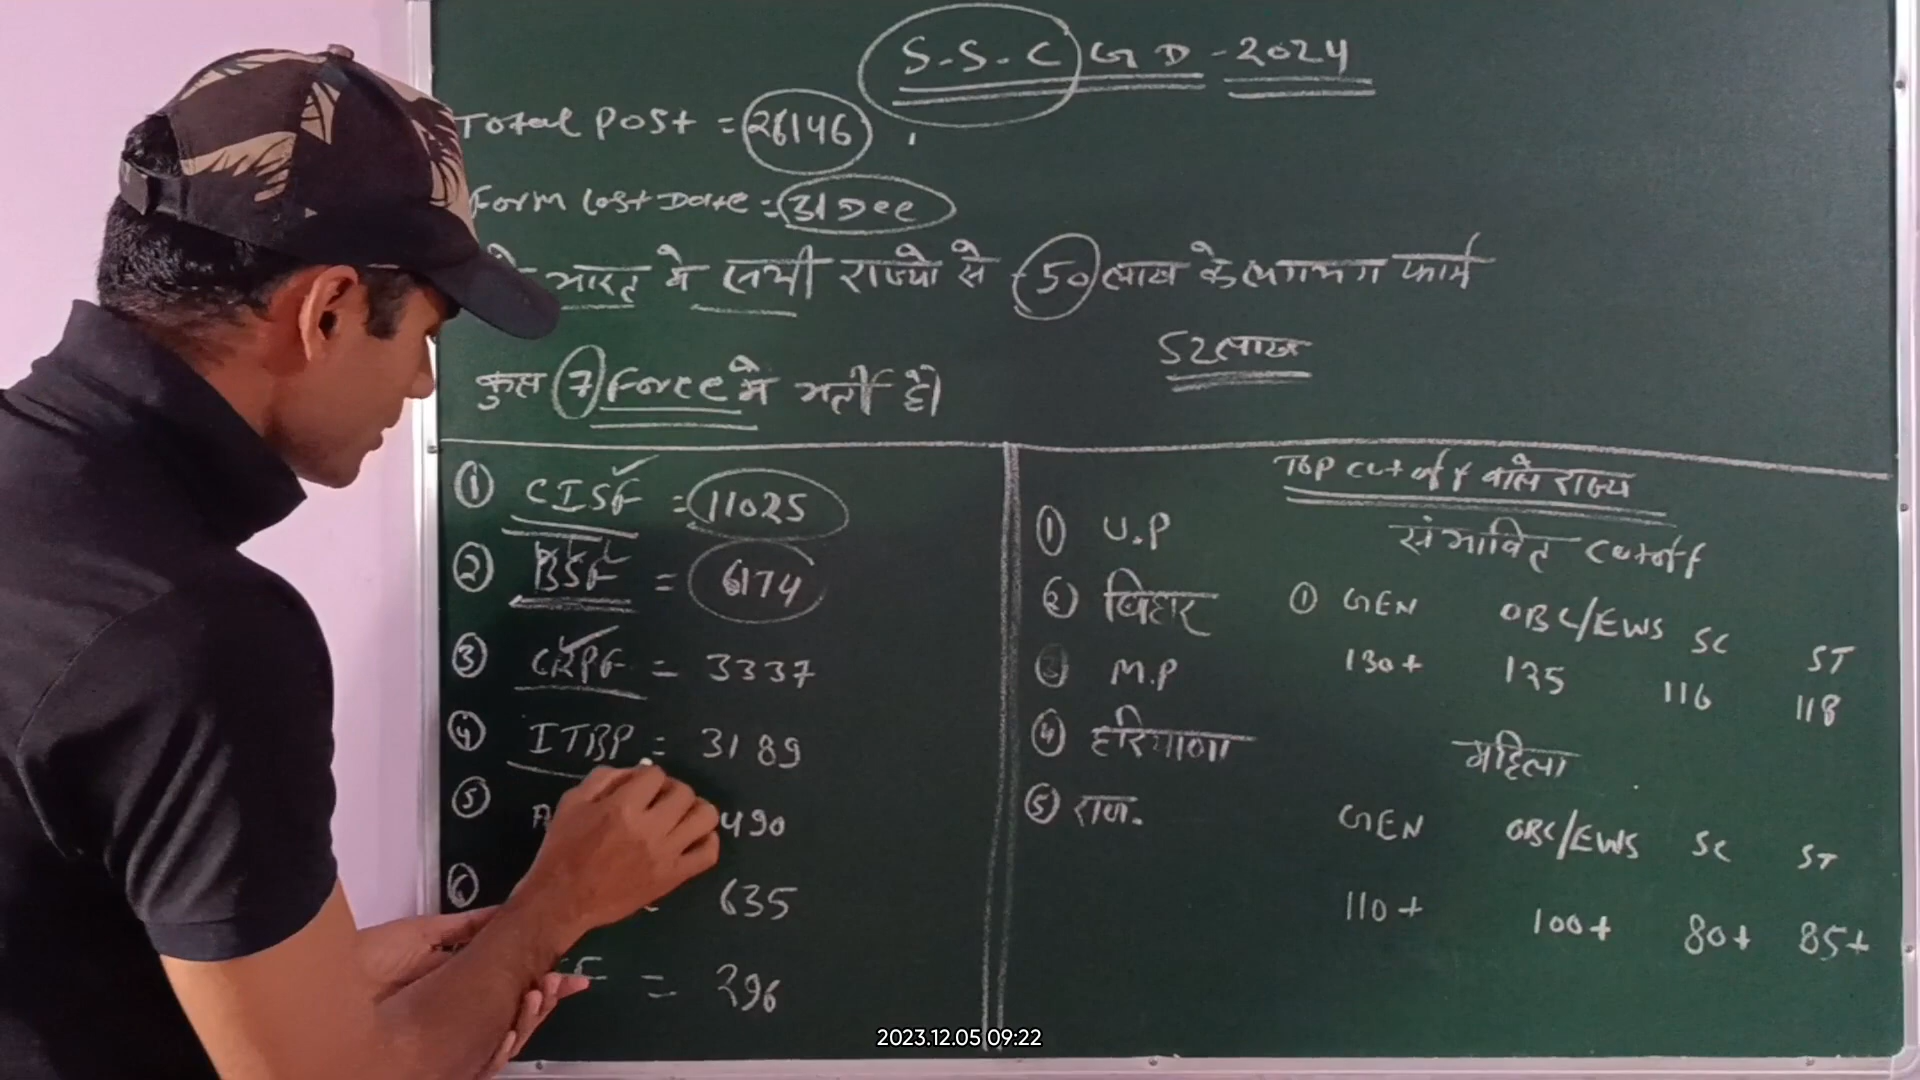 S.S.C GD - 2024
Total Post = 26146
Form Last Date = 31 Dec
भारत के सभी राज्यो से 50 लाख के लगभग फार्म
52 लाख
कुल 7 Force मे भर्ती है
① CISF = 11025
② BSF = 6174
③ CRPF = 3337
④ ITBP = 3189
⑤ 490
⑥ = 635
F = 296
Top Cut off वाले राज्य
संभावित Cutoff
① U.P
② बिहार
③ M.P
④ हरियाणा
⑤ राज.
① GEN OBC/EWS SC ST
130+ 125 116 118
महिला
GEN OBC/EWS SC ST
110+ 100+ 80+ 85+
2023.12.05 09:22